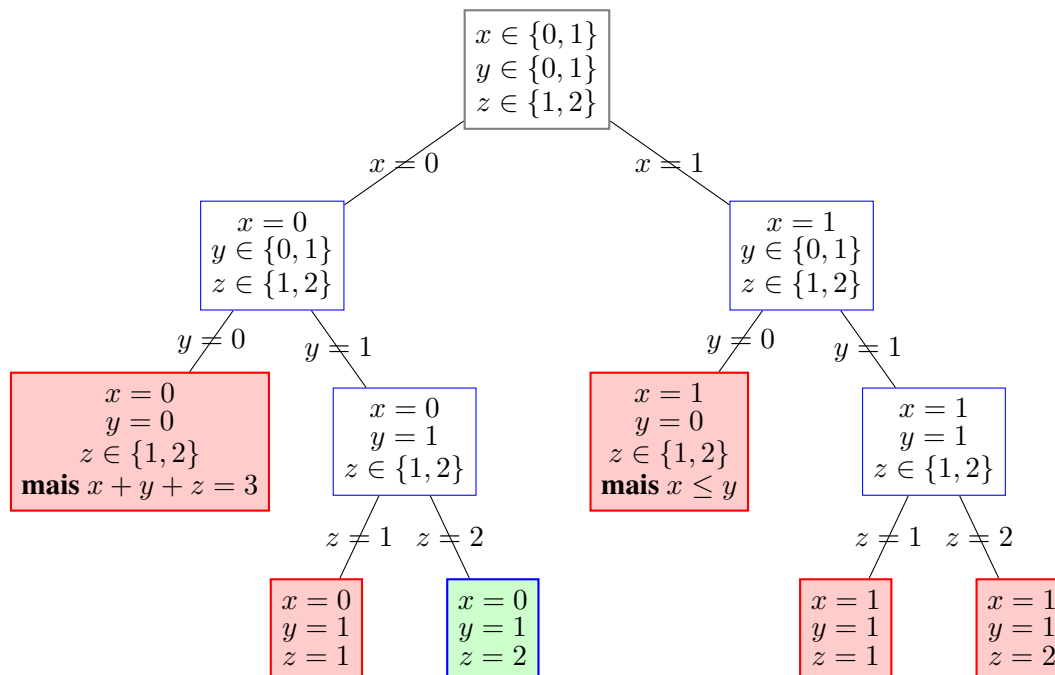 x ∈ {0, 1}
y ∈ {0, 1}
z ∈ {1, 2}
x = 0
x = 1
x = 0
y ∈ {0, 1}
z ∈ {1, 2}
x = 1
y ∈ {0, 1}
z ∈ {1, 2}
y = 0
y = 1
y = 0
y = 1
x = 0
y = 0
z ∈ {1, 2}
mais x + y + z = 3
x = 0
y = 1
z ∈ {1, 2}
x = 1
y = 0
z ∈ {1, 2}
mais x ≤ y
x = 1
y = 1
z ∈ {1, 2}
z = 1
z = 2
z = 1
z = 2
x = 0
y = 1
z = 1
x = 0
y = 1
z = 2
x = 1
y = 1
z = 1
x = 1
y = 1
z = 2